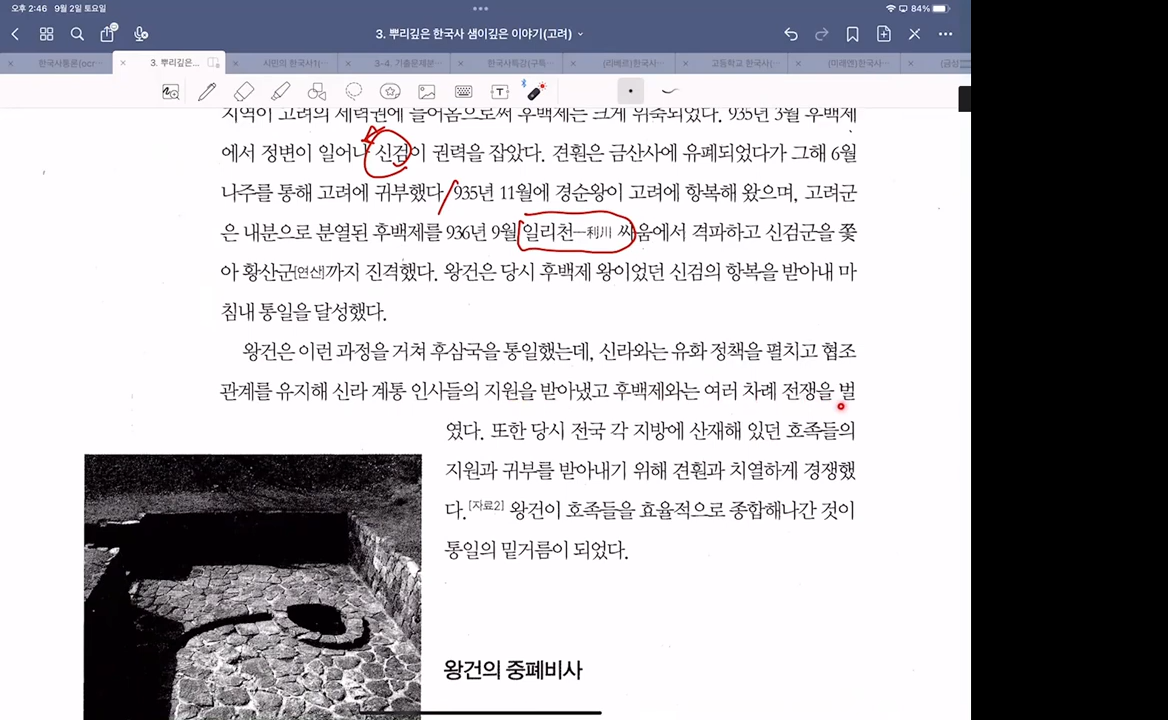 오후 2:46 9월 2일 토요일
84%
3. 뿌리깊은 한국사 샘이깊은 이야기(고려)
한국사통론(ocr…
3. 뿌리깊은…
시민의 한국사1(…
3-4. 기출문제분…
한국사특강(구특…
(리베르)한국사…
고등학교 한국사(…
(미래엔)한국사…
(금성
지역이 고려의 세력권에 들어옴으로써 후백제는 크게 위축되었다. 935년 3월 후백제
에서 정변이 일어나 신검이 권력을 잡았다. 견훤은 금산사에 유폐되었다가 그해 6월
나주를 통해 고려에 귀부했다 935년 11월에 경순왕이 고려에 항복해 왔으며, 고려군
은 내분으로 분열된 후백제를 936년 9월 일리천一利川 싸움에서 격파하고 신검군을 쫓
아 황산군[연산]까지 진격했다. 왕건은 당시 후백제 왕이었던 신검의 항복을 받아내 마
침내 통일을 달성했다.
왕건은 이런 과정을 거쳐 후삼국을 통일했는데, 신라와는 유화 정책을 펼치고 협조
관계를 유지해 신라 계통 인사들의 지원을 받아냈고 후백제와는 여러 차례 전쟁을 벌
였다. 또한 당시 전국 각 지방에 산재해 있던 호족들의
지원과 귀부를 받아내기 위해 견훤과 치열하게 경쟁했
다.[자료2] 왕건이 호족들을 효율적으로 종합해나간 것이
통일의 밑거름이 되었다.
왕건의 중폐비사